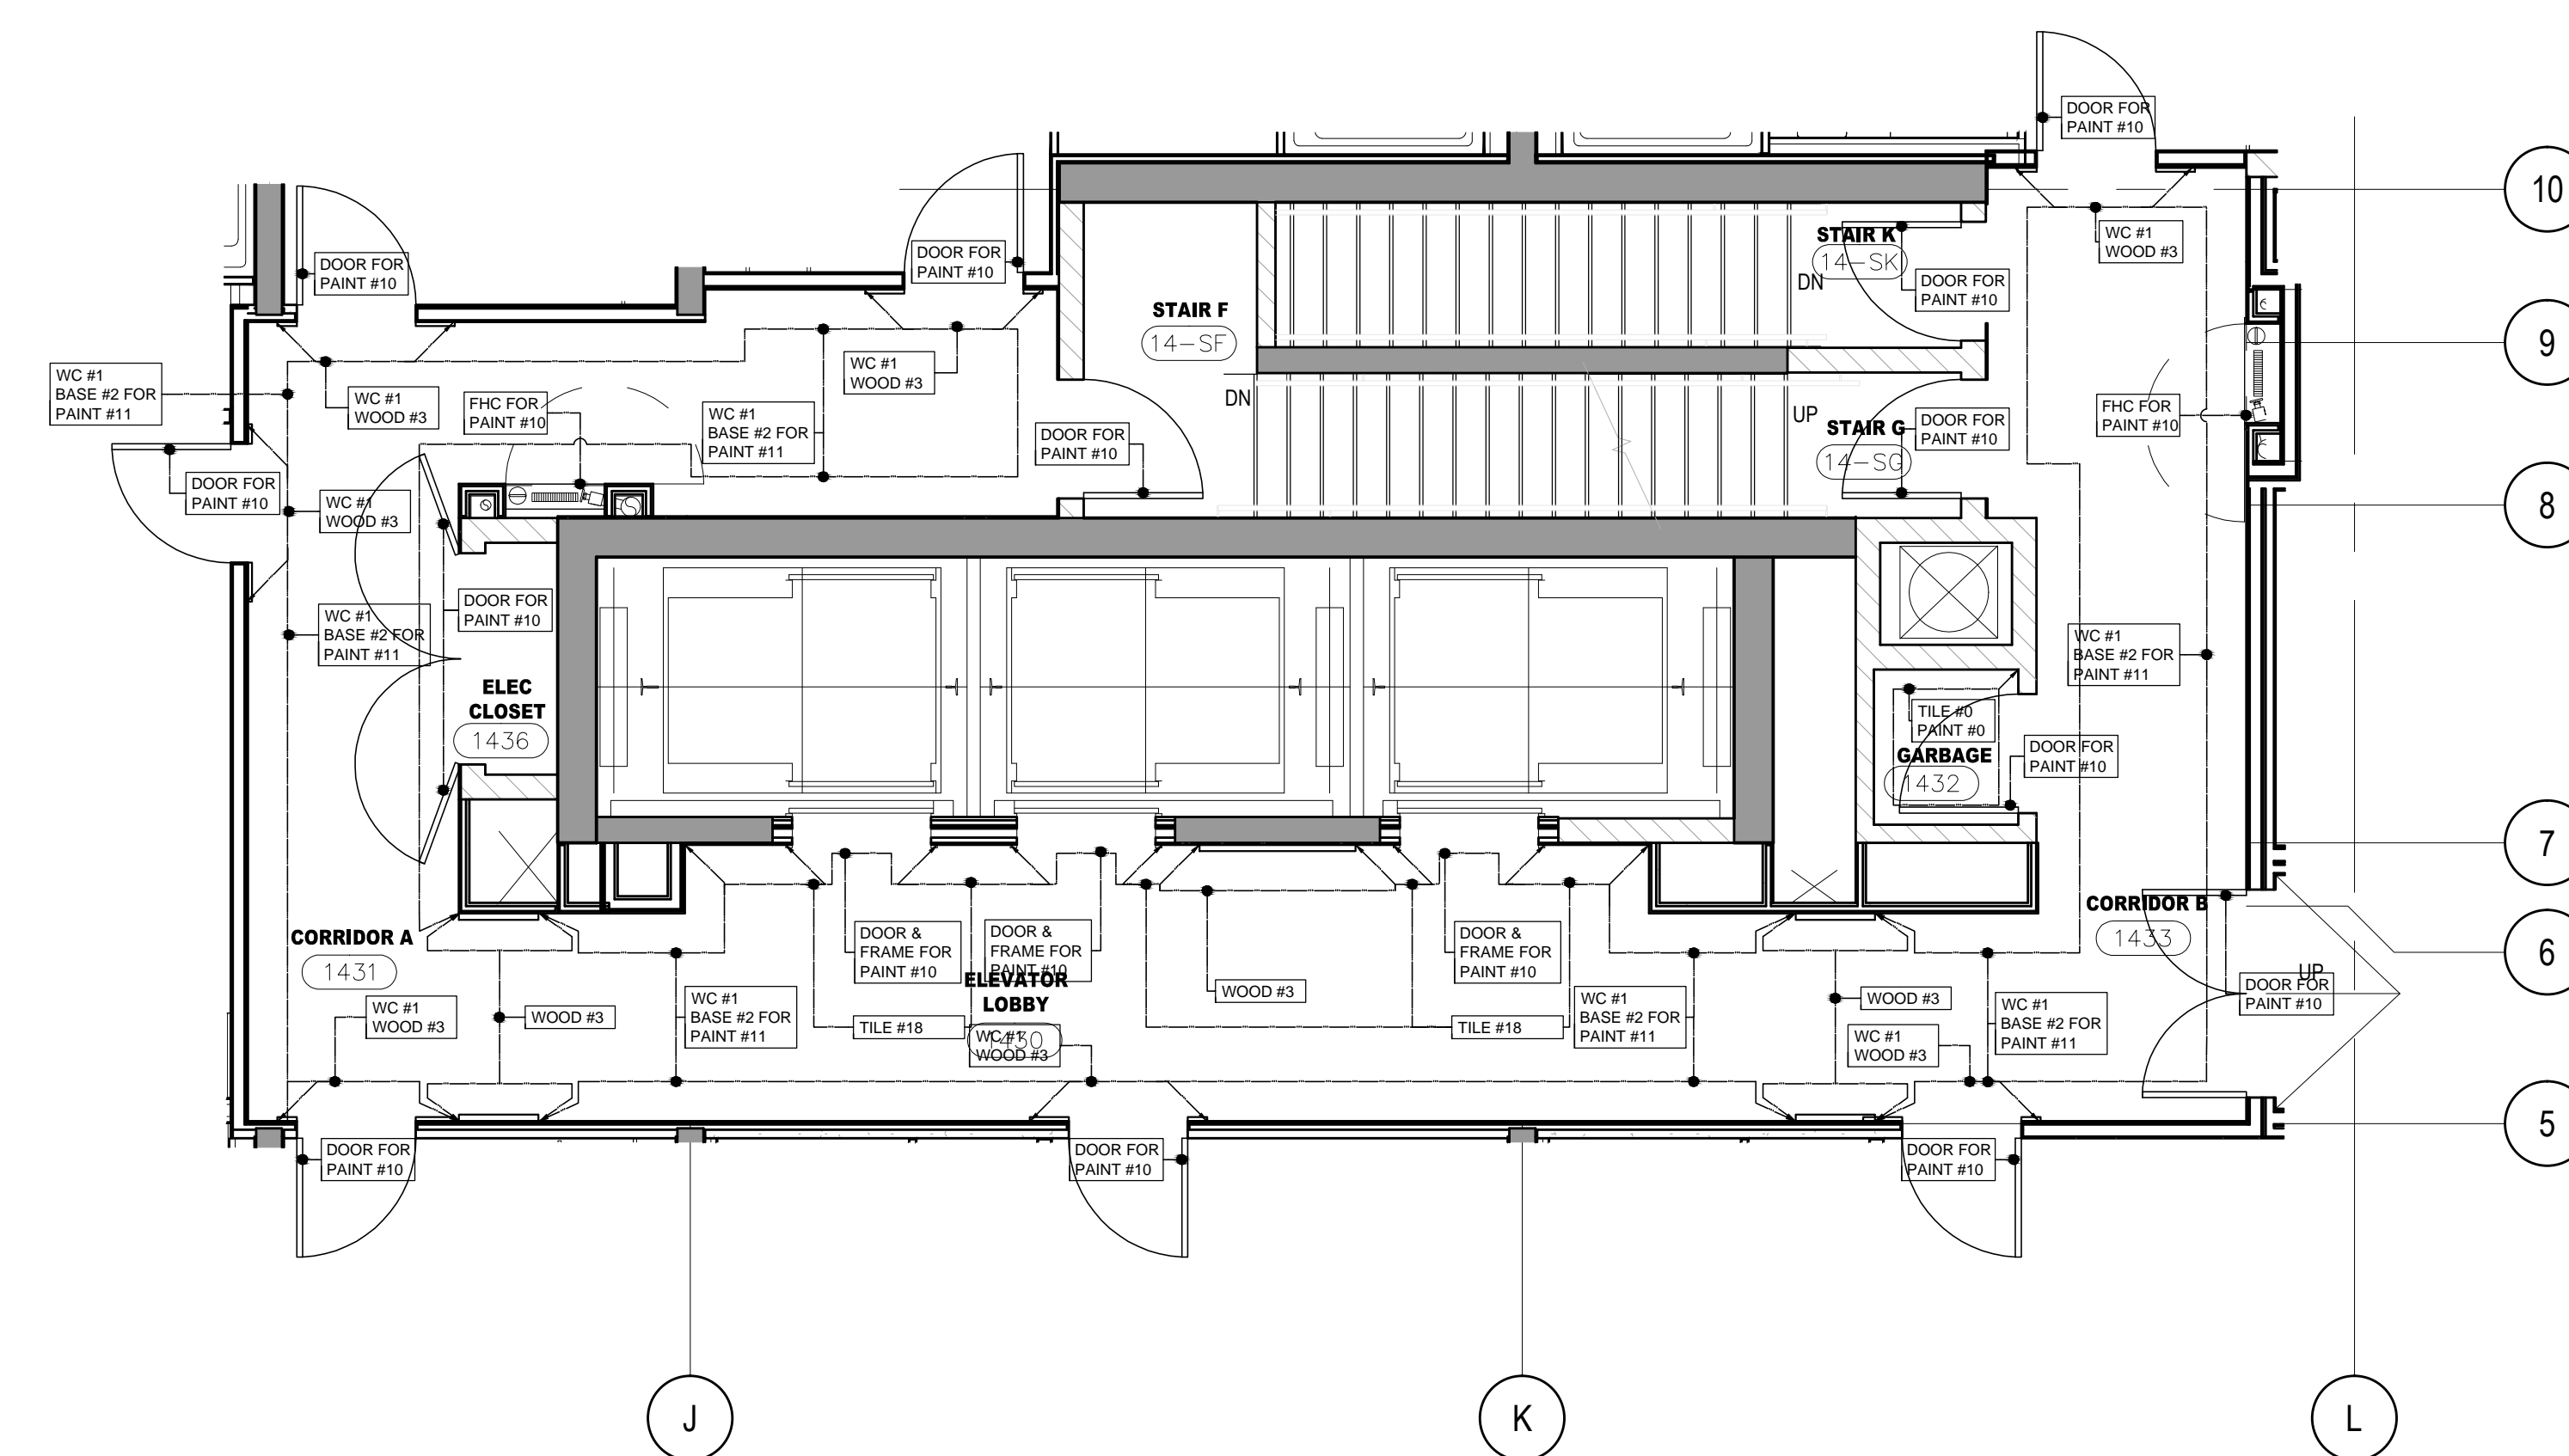 DOOR FOR
PAINT #10
10
DOOR FOR
PAINT #10
DOOR FOR
PAINT #10
WC #1
WOOD #3
STAIR K
14-SK
DN
DOOR FOR
PAINT #10
STAIR F
14-SF
9
WC #1
BASE #2 FOR
PAINT #11
WC #1
WOOD #3
WC #1
WOOD #3
FHC FOR
PAINT #10
WC #1
BASE #2 FOR
PAINT #11
DN
UP
STAIR G
14-SG
DOOR FOR
PAINT #10
FHC FOR
PAINT #10
DOOR FOR
PAINT #10
DOOR FOR
PAINT #10
WC #1
WOOD #3
8
DOOR FOR
PAINT #10
WC #1
BASE #2 FOR
PAINT #11
WC #1
BASE #2 FOR
PAINT #11
ELEC
CLOSET
1436
TILE #0
PAINT #0
GARBAGE
1432
DOOR FOR
PAINT #10
7
CORRIDOR A
1431
DOOR &
FRAME FOR
PAINT #10
DOOR &
FRAME FOR
PAINT #10
ELEVATOR
LOBBY
1430
DOOR &
FRAME FOR
PAINT #10
CORRIDOR B
1433
6
UP
DOOR FOR
PAINT #10
WC #1
WOOD #3
WOOD #3
WC #1
BASE #2 FOR
PAINT #11
TILE #18
WC #1
WOOD #3
WOOD #3
TILE #18
WC #1
BASE #2 FOR
PAINT #11
WOOD #3
WC #1
WOOD #3
WC #1
BASE #2 FOR
PAINT #11
5
DOOR FOR
PAINT #10
DOOR FOR
PAINT #10
DOOR FOR
PAINT #10
J
K
L